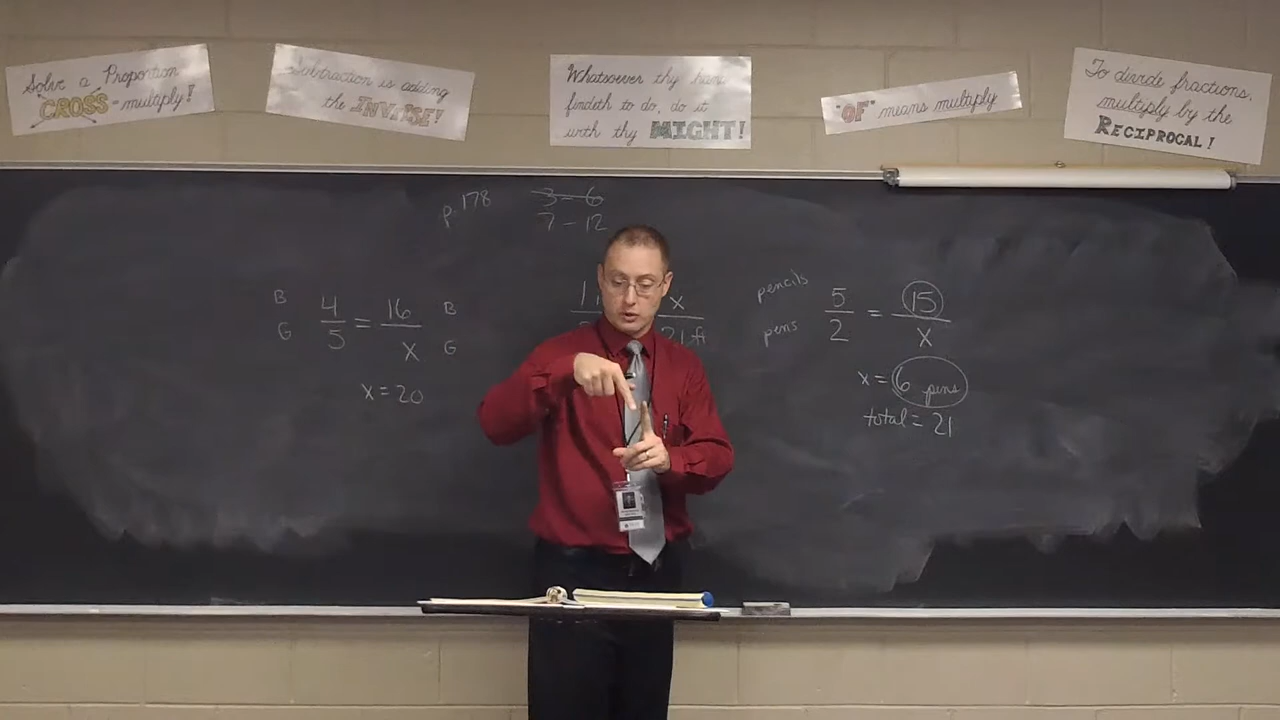 Solve a Proportion
CROSS-multiply!
Subtraction is adding
the INVERSE!
Whatsoever thy hand
findeth to do, do it
with thy MIGHT!
"OF" means multiply
To divide fractions,
multiply by the
RECIPROCAL!
p. 178
3 - 6
7 - 12
B 4/5 = 16/x B
G G
x = 20
x
21 ft
pencils 5/2 = 15/x
pens
x = 6 pens
total = 21